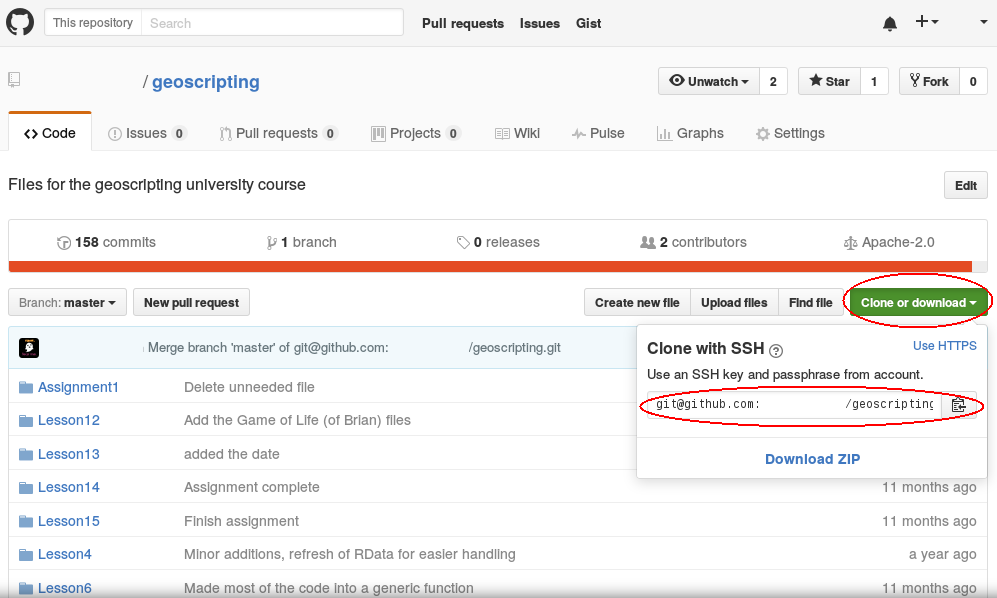 This repository Search Pull requests Issues Gist
/ geoscripting Unwatch 2 Star 1 Fork 0
Code Issues 0 Pull requests 0 Projects 0 Wiki Pulse Graphs Settings
Files for the geoscripting university course Edit
158 commits 1 branch 0 releases 2 contributors Apache-2.0
Branch: master New pull request Create new file Upload files Find file Clone or download
Merge branch 'master' of git@github.com: /geoscripting.git
Clone with SSH ? Use HTTPS
Use an SSH key and passphrase from account.
git@github.com: /geoscripting
Download ZIP
Assignment1 Delete unneeded file
Lesson12 Add the Game of Life (of Brian) files
Lesson13 added the date
Lesson14 Assignment complete 11 months ago
Lesson15 Finish assignment 11 months ago
Lesson4 Minor additions, refresh of RData for easier handling a year ago
Lesson6 Made most of the code into a generic function 11 months ago